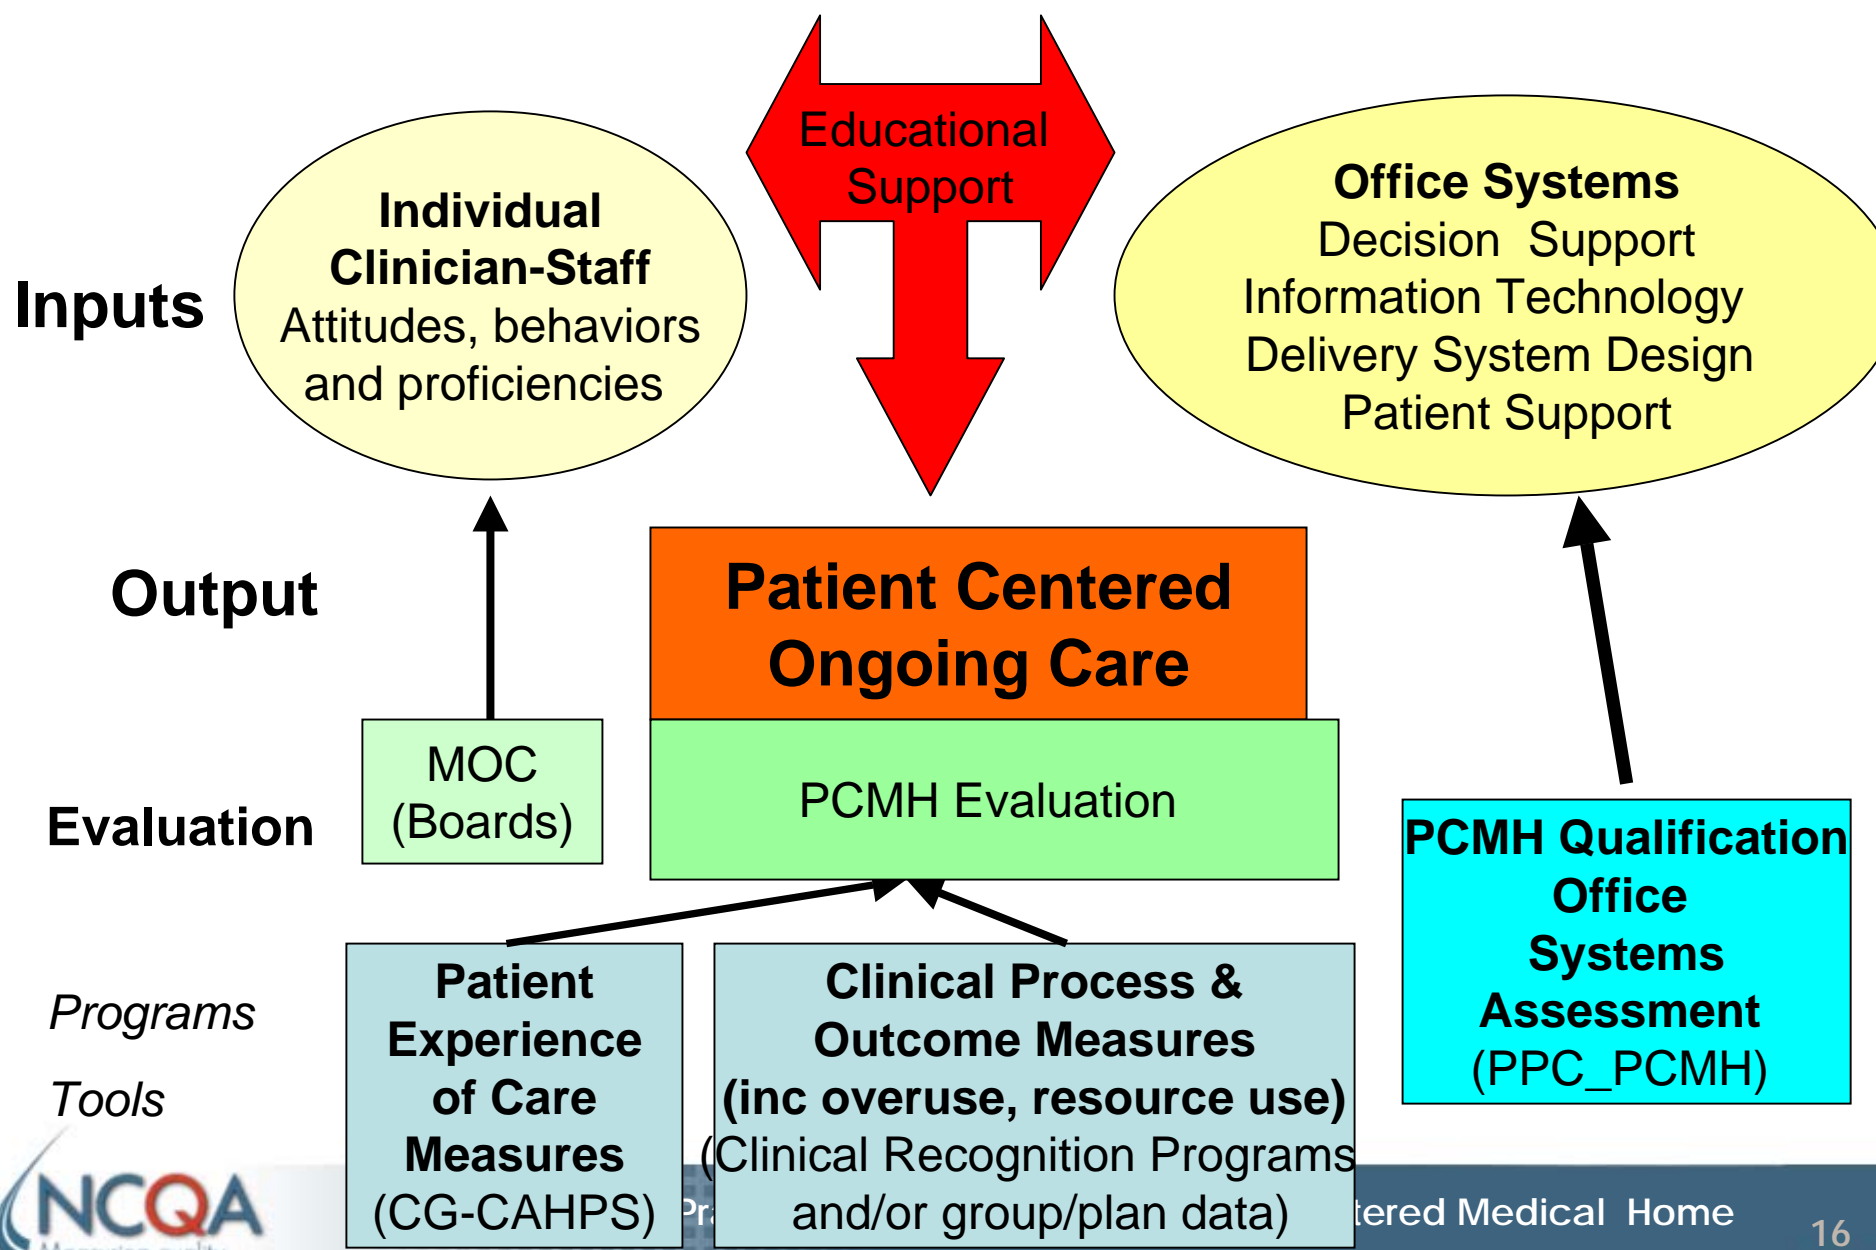 Educational
Support
Individual
Clinician-Staff
Attitudes, behaviors
and proficiencies
Office Systems
Decision Support
Information Technology
Delivery System Design
Patient Support
Inputs
Output
Patient Centered
Ongoing Care
Evaluation
MOC
(Boards)
PCMH Evaluation
PCMH Qualification
Office
Systems
Assessment
(PPC_PCMH)
Programs
Tools
Patient
Experience
of Care
Measures
(CG-CAHPS)
Clinical Process &
Outcome Measures
(inc overuse, resource use)
(Clinical Recognition Programs
and/or group/plan data)
NCQA
Measuring quality
tered Medical Home
16